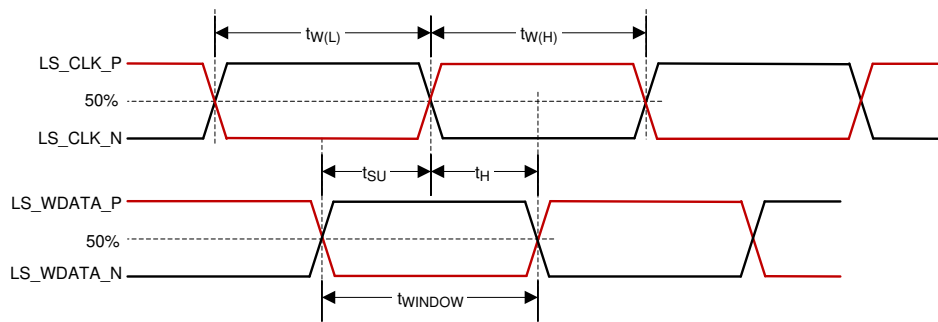 tW(L) tW(H)
LS_CLK_P
50%
LS_CLK_N
tSU tH
LS_WDATA_P
50%
LS_WDATA_N
tWINDOW